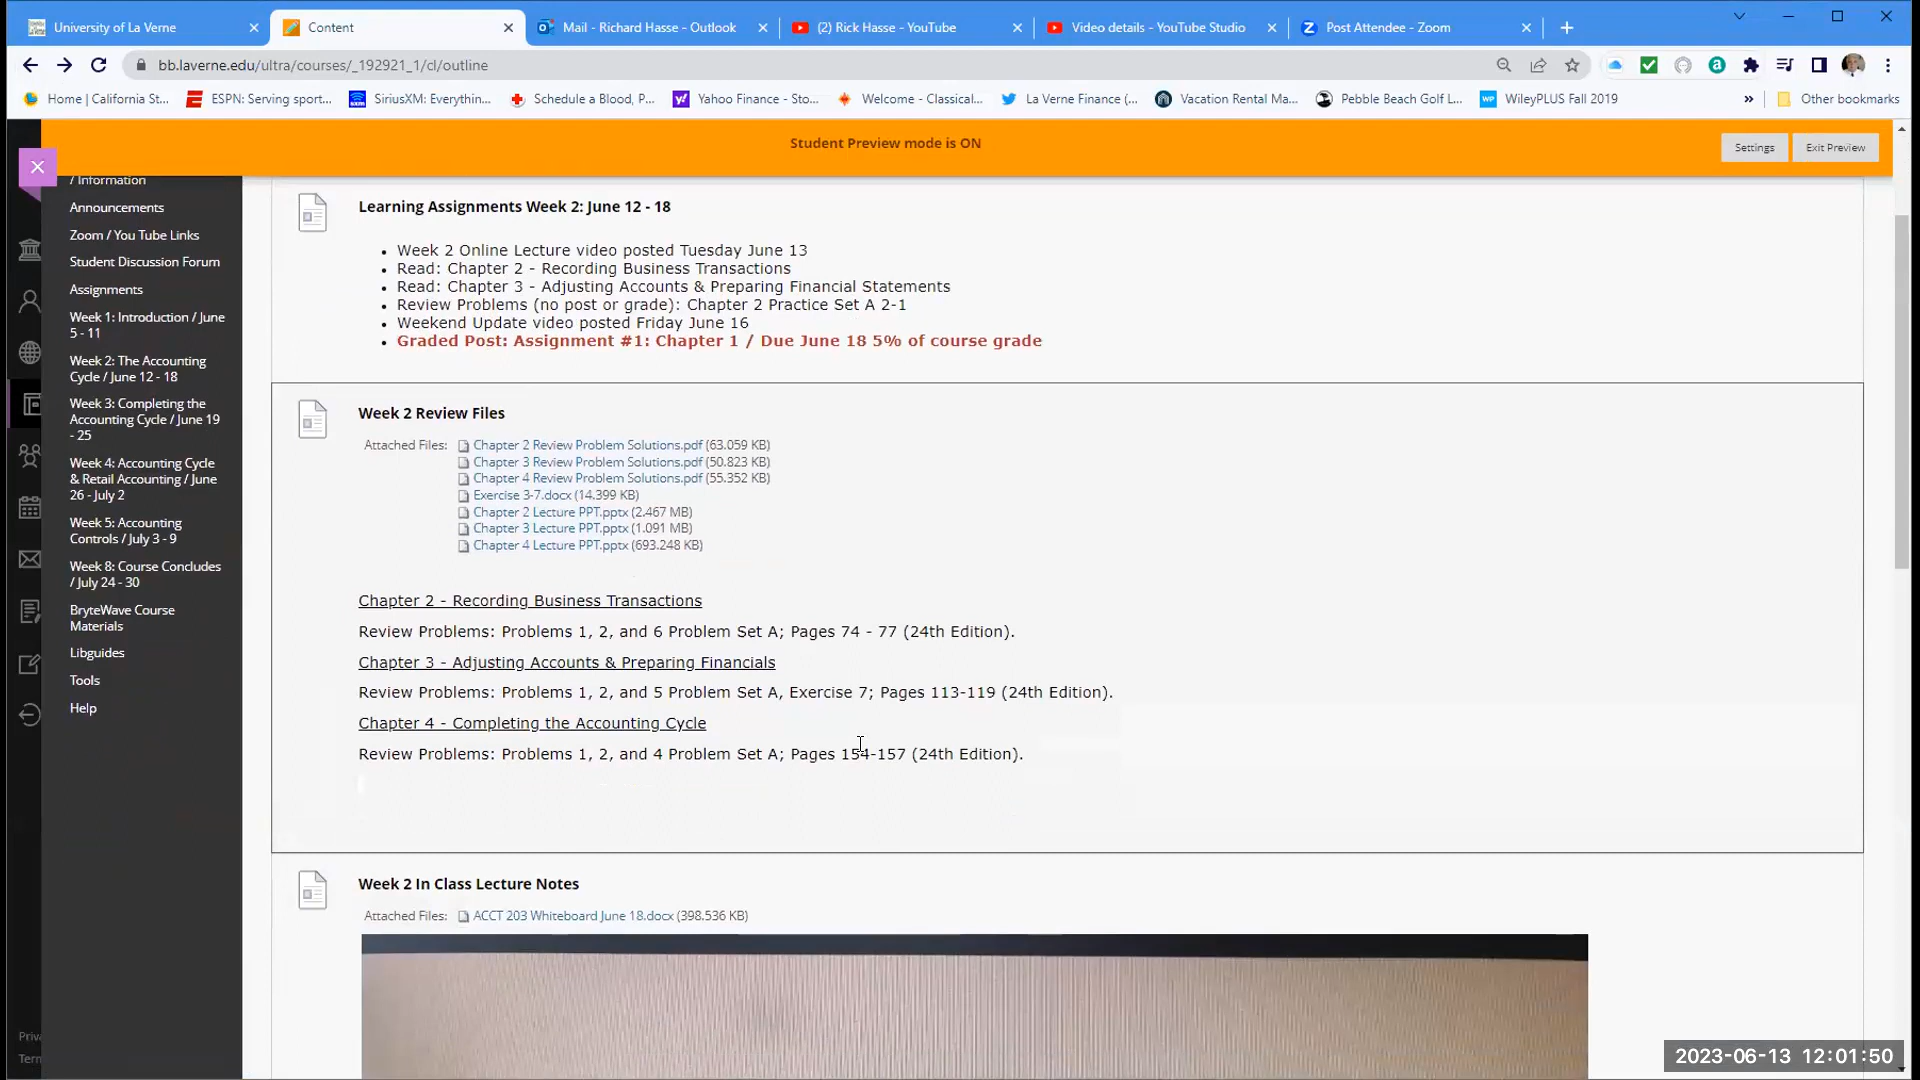 University of La Verne
Content
Mail - Richard Hasse - Outlook
(2) Rick Hasse - YouTube
Video details - YouTube Studio
Post Attendee - Zoom
bb.laverne.edu/ultra/courses/_192921_1/cl/outline
Home | California St...
ESPN: Serving sport...
SiriusXM: Everythin...
Schedule a Blood, P...
Yahoo Finance - Sto...
Welcome - Classical...
La Verne Finance (...
Vacation Rental Ma...
Pebble Beach Golf L...
WileyPLUS Fall 2019
Other bookmarks
Student Preview mode is ON
Settings
Exit Preview
/ Information
Announcements
Zoom / You Tube Links
Student Discussion Forum
Assignments
Week 1: Introduction / June
5 - 11
Week 2: The Accounting
Cycle / June 12 - 18
Week 3: Completing the
Accounting Cycle / June 19
- 25
Week 4: Accounting Cycle
& Retail Accounting / June
26 - July 2
Week 5: Accounting
Controls / July 3 - 9
Week 8: Course Concludes
/ July 24 - 30
BryteWave Course
Materials
Libguides
Tools
Help
Learning Assignments Week 2: June 12 - 18
Week 2 Online Lecture video posted Tuesday June 13
Read: Chapter 2 - Recording Business Transactions
Read: Chapter 3 - Adjusting Accounts & Preparing Financial Statements
Review Problems (no post or grade): Chapter 2 Practice Set A 2-1
Weekend Update video posted Friday June 16
Graded Post: Assignment #1: Chapter 1 / Due June 18 5% of course grade
Week 2 Review Files
Attached Files: Chapter 2 Review Problem Solutions.pdf (63.059 KB)
Chapter 3 Review Problem Solutions.pdf (50.823 KB)
Chapter 4 Review Problem Solutions.pdf (55.352 KB)
Exercise 3-7.docx (14.399 KB)
Chapter 2 Lecture PPT.pptx (2.467 MB)
Chapter 3 Lecture PPT.pptx (1.091 MB)
Chapter 4 Lecture PPT.pptx (693.248 KB)
Chapter 2 - Recording Business Transactions
Review Problems: Problems 1, 2, and 6 Problem Set A; Pages 74 - 77 (24th Edition).
Chapter 3 - Adjusting Accounts & Preparing Financials
Review Problems: Problems 1, 2, and 5 Problem Set A, Exercise 7; Pages 113-119 (24th Edition).
Chapter 4 - Completing the Accounting Cycle
Review Problems: Problems 1, 2, and 4 Problem Set A; Pages 154-157 (24th Edition).
Week 2 In Class Lecture Notes
Attached Files: ACCT 203 Whiteboard June 18.docx (398.536 KB)
Priva
Term
2023-06-13 12:01:50